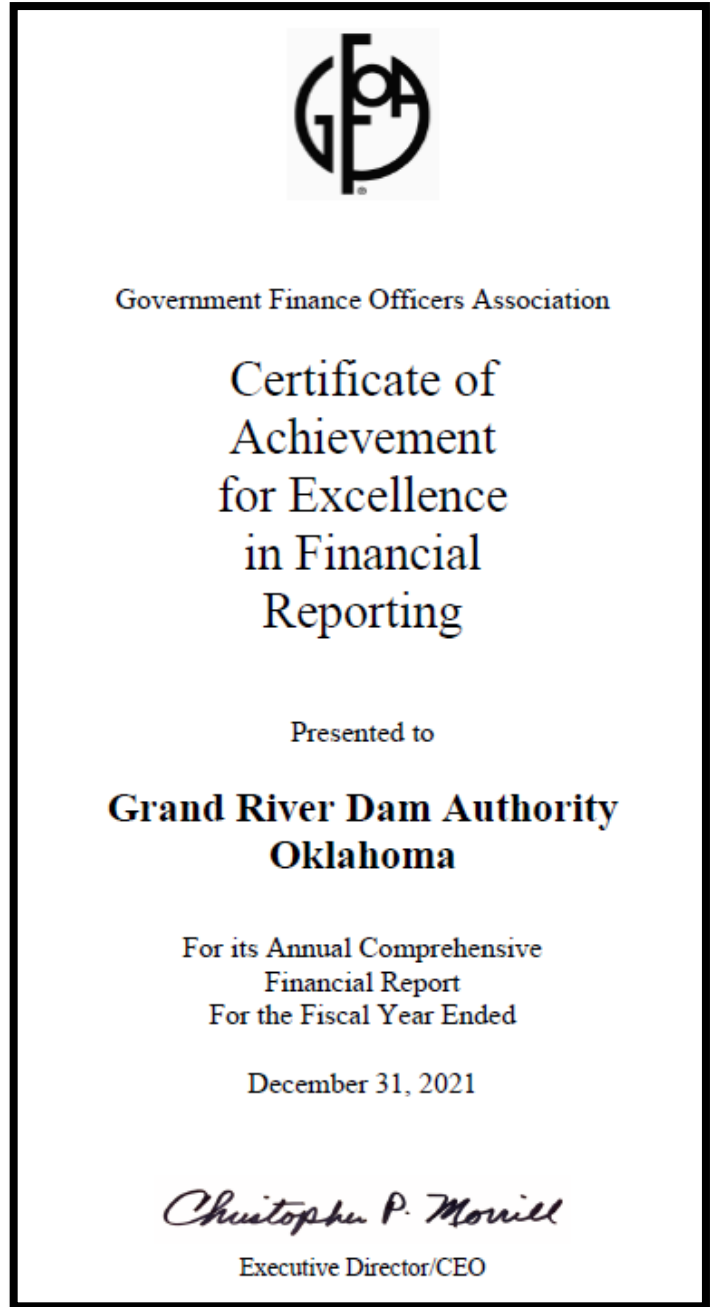 GFOA
®
Government Finance Officers Association
Certificate of
Achievement
for Excellence
in Financial
Reporting
Presented to
Grand River Dam Authority
Oklahoma
For its Annual Comprehensive
Financial Report
For the Fiscal Year Ended
December 31, 2021
Christopher P. Morrill
Executive Director/CEO